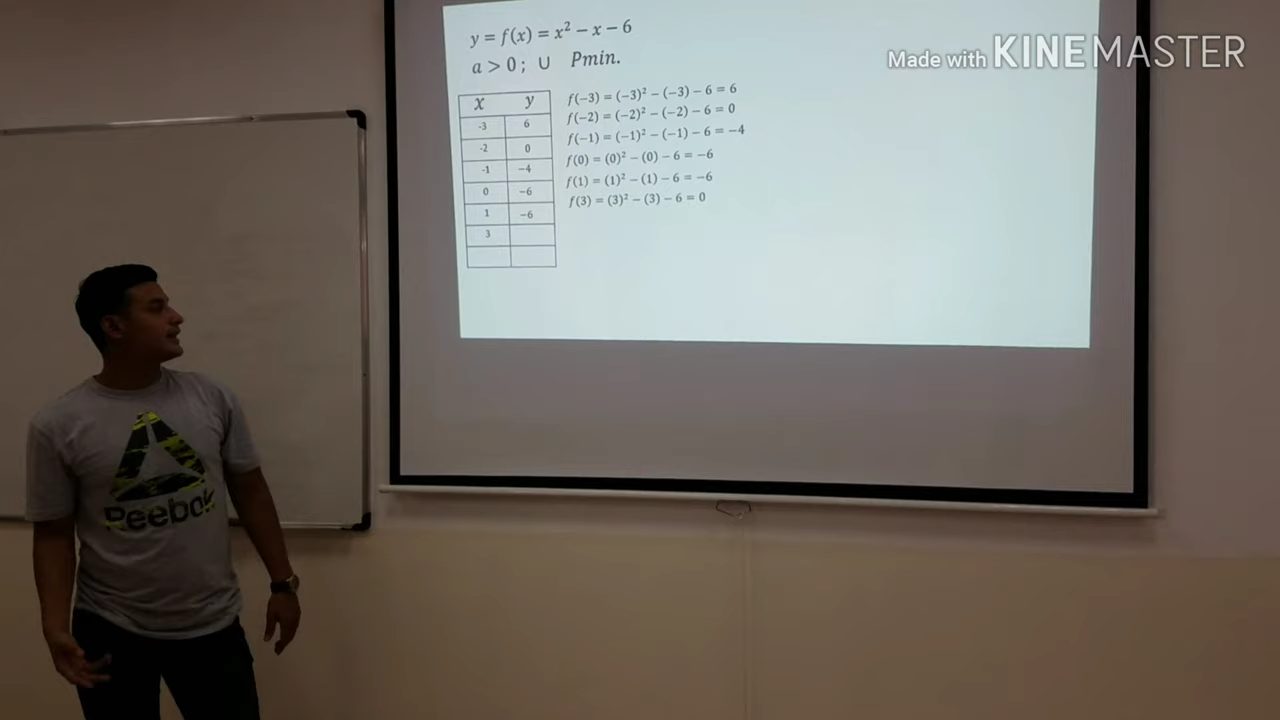 y = f(x) = x² − x − 6
a > 0 ; ∪ Pmin.
x y
-3 6
-2 0
-1 −4
0 −6
1 −6
3
f(−3) = (−3)² − (−3) − 6 = 6
f(−2) = (−2)² − (−2) − 6 = 0
f(−1) = (−1)² − (−1) − 6 = −4
f(0) = (0)² − (0) − 6 = −6
f(1) = (1)² − (1) − 6 = −6
f(3) = (3)² − (3) − 6 = 0
Made with KINEMASTER
Reebok